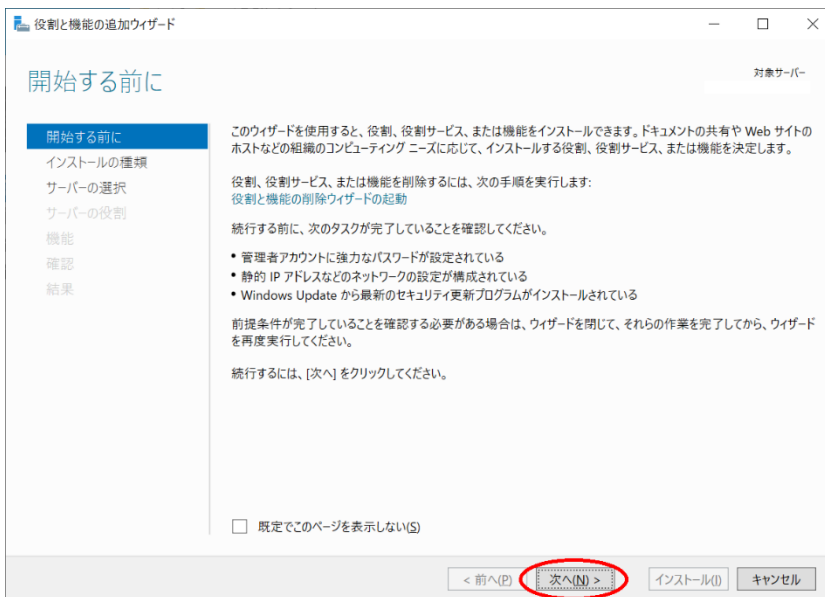 役割と機能の追加ウィザード
開始する前に
対象サーバー
開始する前に
インストールの種類
サーバーの選択
サーバーの役割
機能
確認
結果
このウィザードを使用すると、役割、役割サービス、または機能をインストールできます。ドキュメントの共有や Web サイトの
ホストなどの組織のコンピューティング ニーズに応じて、インストールする役割、役割サービス、または機能を決定します。
役割、役割サービス、または機能を削除するには、次の手順を実行します:
役割と機能の削除ウィザードの起動
続行する前に、次のタスクが完了していることを確認してください。
• 管理者アカウントに強力なパスワードが設定されている
• 静的 IP アドレスなどのネットワークの設定が構成されている
• Windows Update から最新のセキュリティ更新プログラムがインストールされている
前提条件が完了していることを確認する必要がある場合は、ウィザードを閉じて、それらの作業を完了してから、ウィザード
を再度実行してください。
続行するには、[次へ] をクリックしてください。
既定でこのページを表示しない(S)
< 前へ(P) 次へ(N) > インストール(I) キャンセル